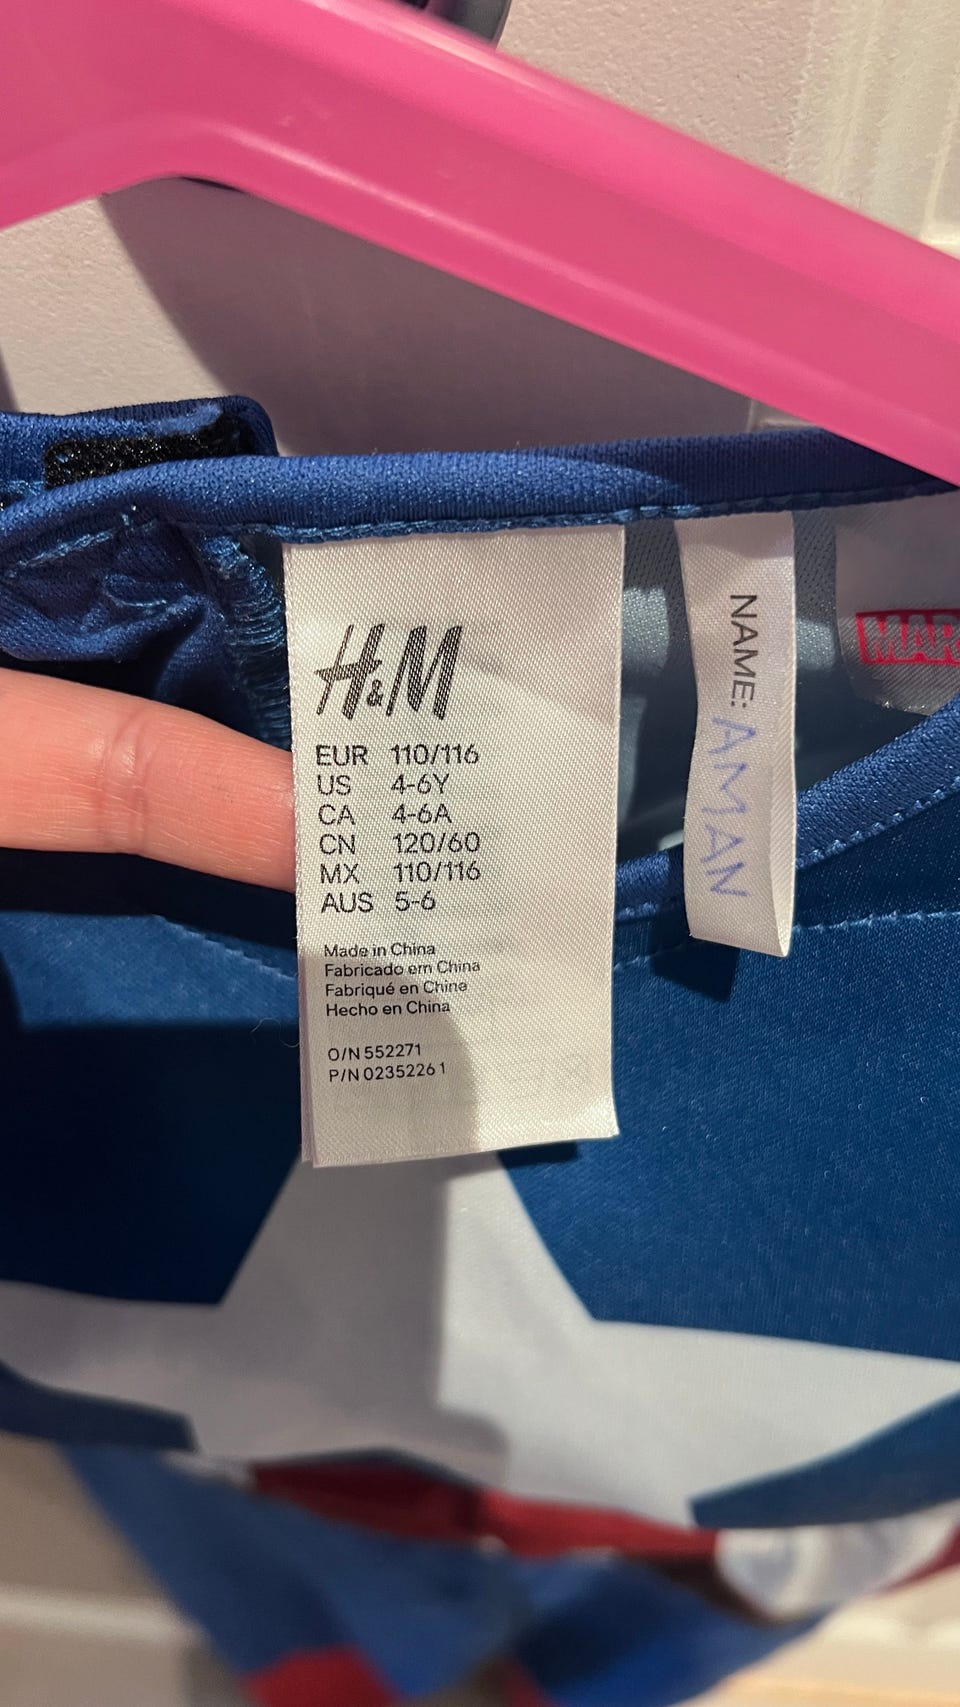 H&M
EUR 110/116
US 4-6Y
CA 4-6A
CN 120/60
MX 110/116
AUS 5-6
Made in China
Fabricado em China
Fabriqué en Chine
Hecho en China
O/N 552271
P/N 02352261
NAME: AMAN